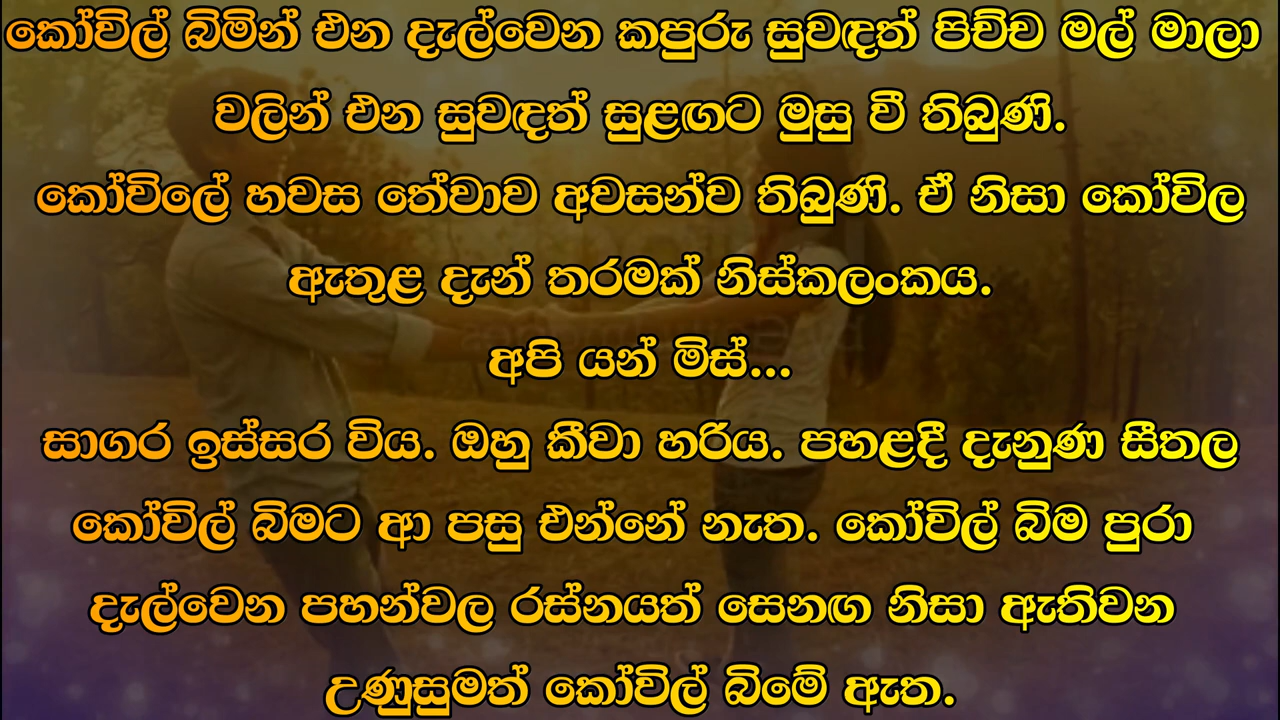 කෝවිල් බිමින් එන දැල්වෙන කපුරු සුවඳත් පිච්ච මල් මාලා
වලින් එන සුවඳත් සුළඟට මුසු වී තිබුණි.
කෝවිලේ හවස තේවාව අවසන්ව තිබුණි. ඒ නිසා කෝවිල
ඇතුළ දැන් තරමක් නිස්කලංකය.
අපි යන් මිස්...
සාගර ඉස්සර විය. ඔහු කීවා හරිය. පහළදී දැනුණ සීතල
කෝවිල් බිමට ආ පසු එන්නේ නැත. කෝවිල් බිම පුරා
දැල්වෙන පහන්වල රස්නයත් සෙනඟ නිසා ඇතිවන
උණුසුමත් කෝවිල් බිමේ ඇත.